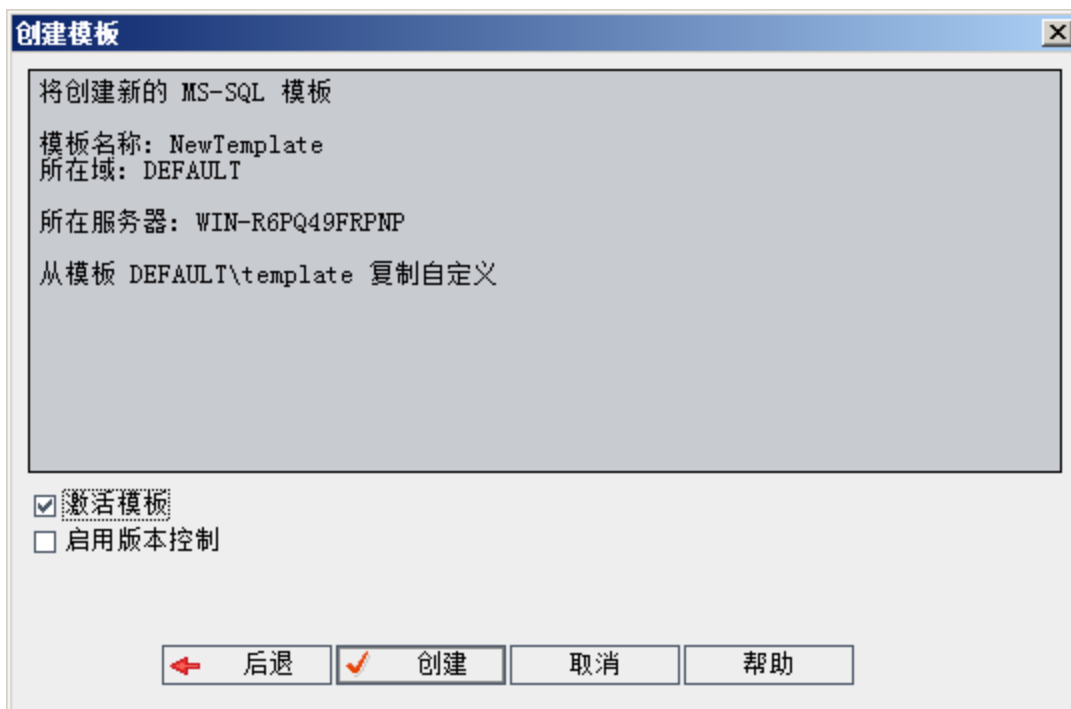 创建模板
将创建新的 MS-SQL 模板
模板名称: NewTemplate
所在域: DEFAULT
所在服务器: WIN-R6PQ49FRPNP
从模板 DEFAULT\template 复制自定义
激活模板
启用版本控制
后退 创建 取消 帮助